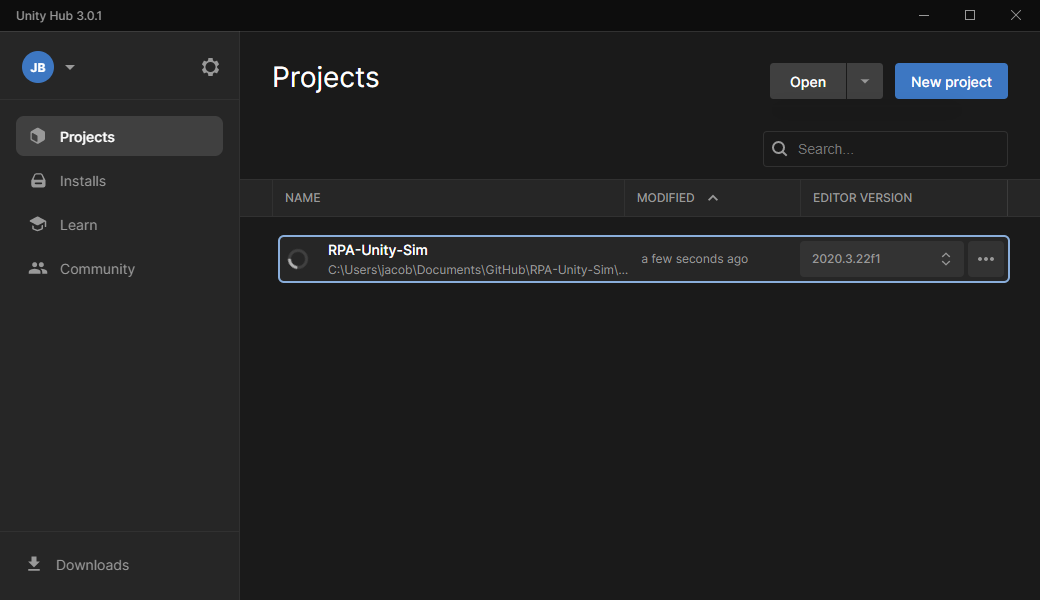 Unity Hub 3.0.1
JB
Projects
Installs
Learn
Community
Downloads
Projects
Open
New project
Search...
NAME
MODIFIED
EDITOR VERSION
RPA-Unity-Sim
C:\Users\jacob\Documents\GitHub\RPA-Unity-Sim\...
a few seconds ago
2020.3.22f1